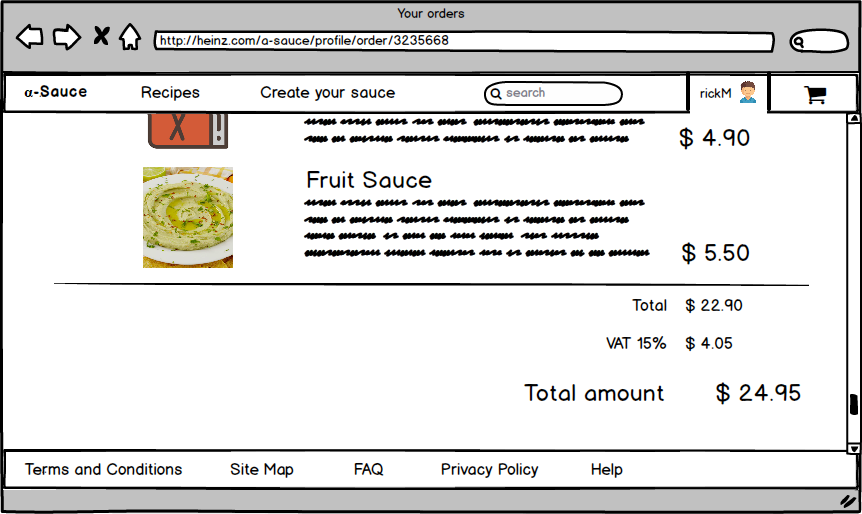 Your orders
http://heinz.com/a-sauce/profile/order/3235668
α-Sauce Recipes Create your sauce search rickM
X
$ 4.90
Fruit Sauce
$ 5.50
Total $ 22.90
VAT 15% $ 4.05
Total amount $ 24.95
Terms and Conditions Site Map FAQ Privacy Policy Help